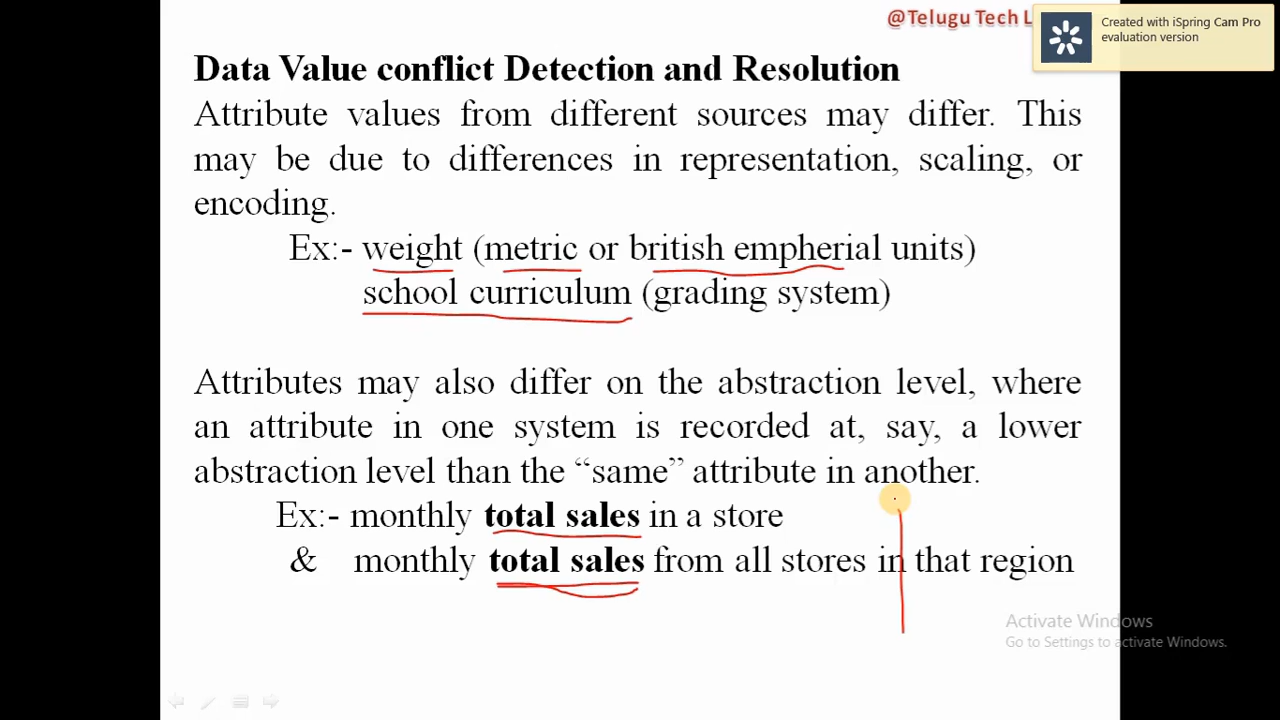 @Telugu Tech
Created with iSpring Cam Pro
evaluation version
Data Value conflict Detection and Resolution
Attribute values from different sources may differ. This
may be due to differences in representation, scaling, or
encoding.
Ex:- weight (metric or british empherial units)
school curriculum (grading system)
Attributes may also differ on the abstraction level, where
an attribute in one system is recorded at, say, a lower
abstraction level than the “same” attribute in another.
Ex:- monthly total sales in a store
& monthly total sales from all stores in that region
Activate Windows
Go to Settings to activate Windows.